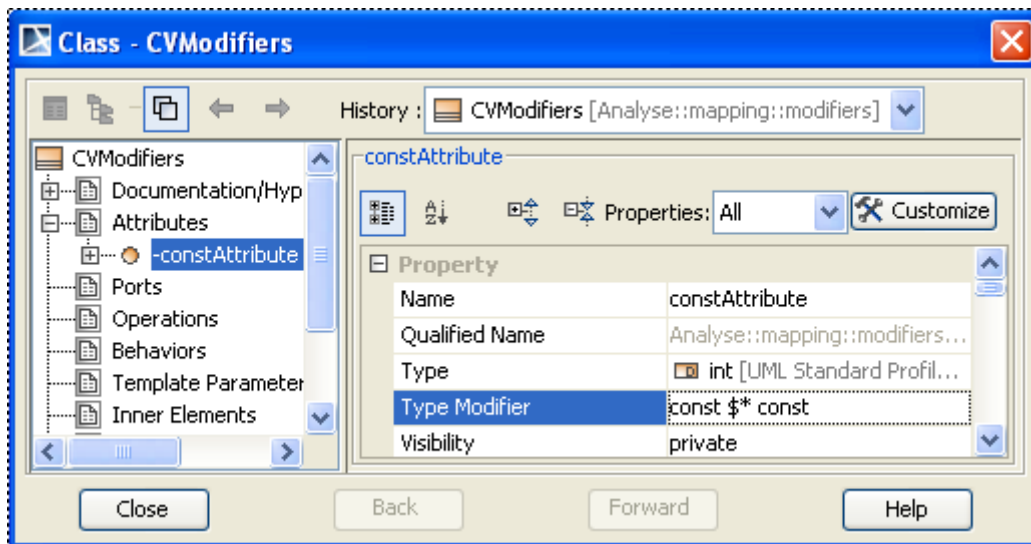 Class - CVModifiers
History : CVModifiers [Analyse::mapping::modifiers]
CVModifiers
Documentation/Hyp
Attributes
-constAttribute
Ports
Operations
Behaviors
Template Parameter
Inner Elements
constAttribute
Properties: All Customize
Property
Name constAttribute
Qualified Name Analyse::mapping::modifiers...
Type int [UML Standard Profil...
Type Modifier const $* const
Visibility private
Close Back Forward Help